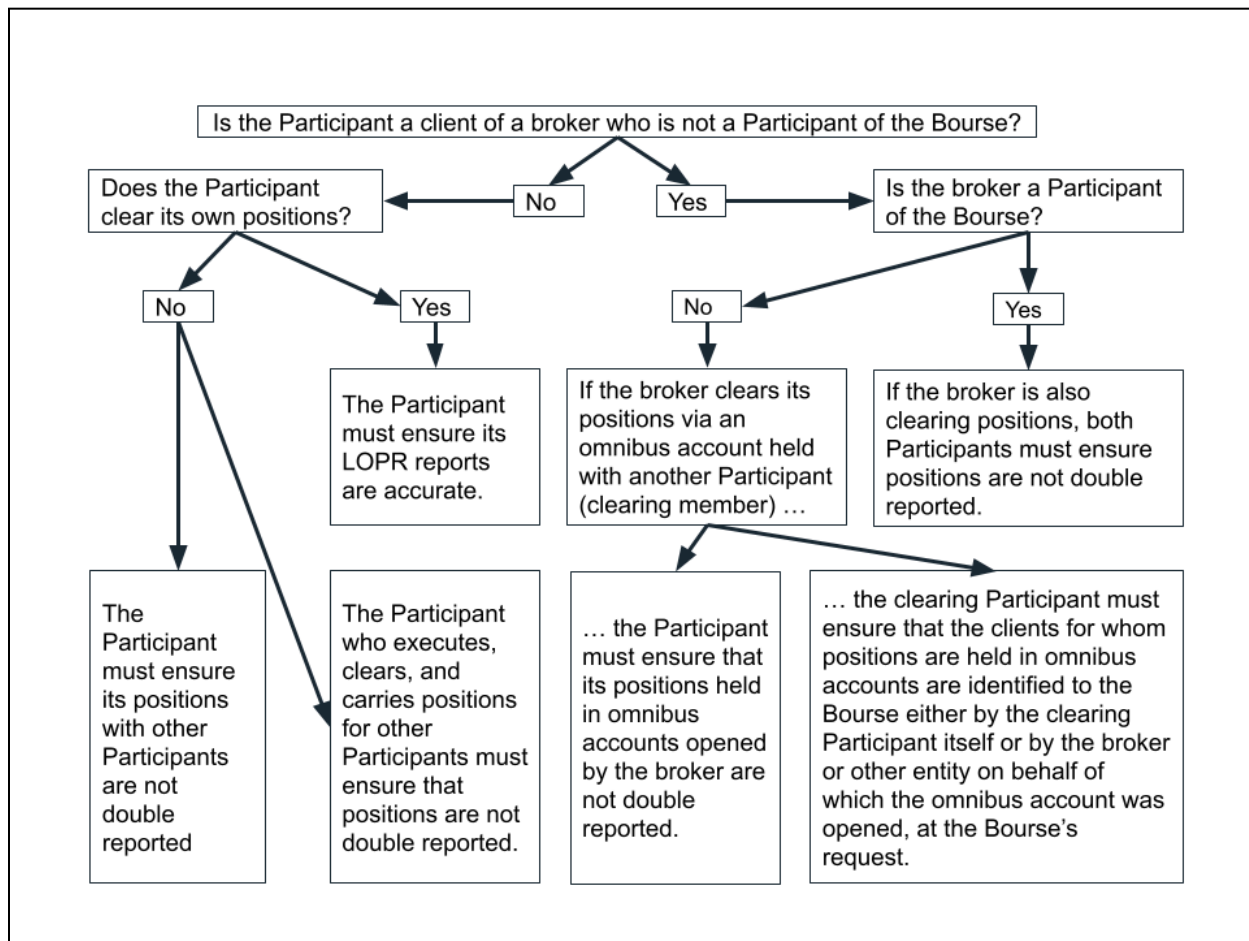 Is the Participant a client of a broker who is not a Participant of the Bourse?
Does the Participant
clear its own positions?
No
Yes
Is the broker a Participant
of the Bourse?
No
Yes
No
Yes
The Participant
must ensure its
LOPR reports
are accurate.
If the broker clears its
positions via an
omnibus account held
with another Participant
(clearing member) …
If the broker is also
clearing positions, both
Participants must ensure
positions are not double
reported.
The
Participant
must ensure
its positions
with other
Participants
are not
double
reported
The Participant
who executes,
clears, and
carries positions
for other
Participants must
ensure that
positions are not
double reported.
… the Participant
must ensure that
its positions held
in omnibus
accounts opened
by the broker are
not double
reported.
… the clearing Participant must
ensure that the clients for whom
positions are held in omnibus
accounts are identified to the
Bourse either by the clearing
Participant itself or by the broker
or other entity on behalf of
which the omnibus account was
opened, at the Bourse’s
request.